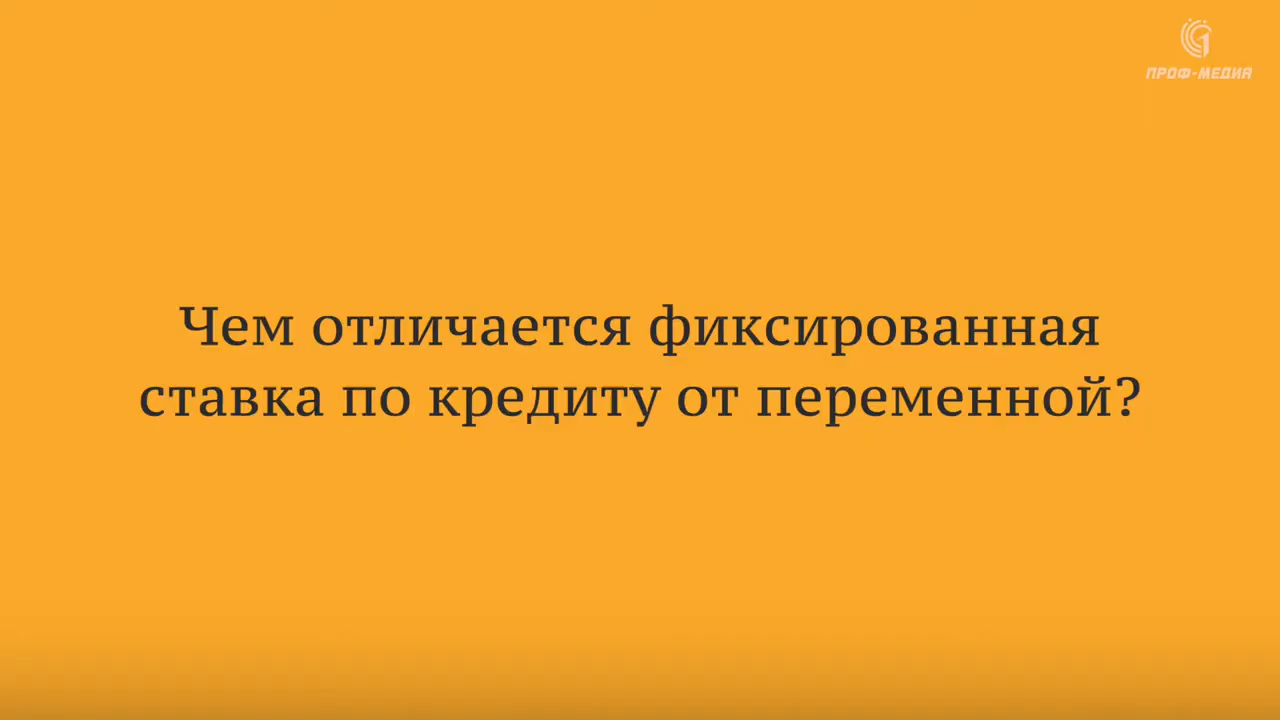 ПРОФ-МЕДИА
Чем отличается фиксированная
ставка по кредиту от переменной?